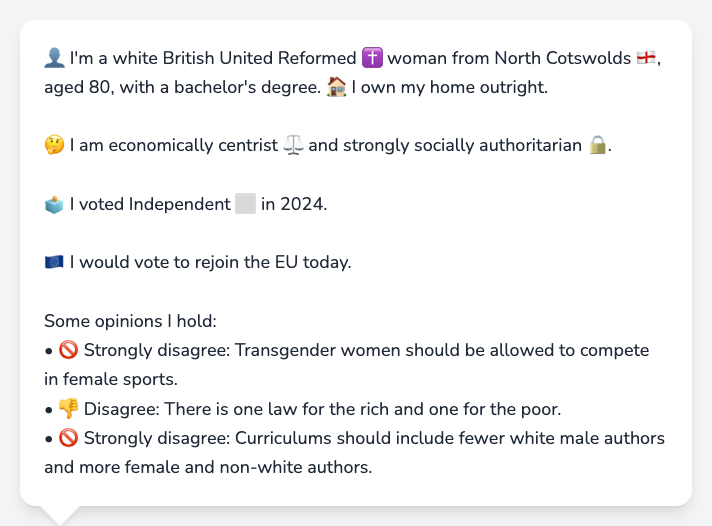 👤 I'm a white British United Reformed ✝️ woman from North Cotswolds 🏴󠁧󠁢󠁥󠁮󠁧󠁿,
aged 80, with a bachelor's degree. 🏠 I own my home outright.
🤔 I am economically centrist ⚖️ and strongly socially authoritarian 🔒.
🗳️ I voted Independent ⬜ in 2024.
🇪🇺 I would vote to rejoin the EU today.
Some opinions I hold:
• 🚫 Strongly disagree: Transgender women should be allowed to compete
in female sports.
• 👎 Disagree: There is one law for the rich and one for the poor.
• 🚫 Strongly disagree: Curriculums should include fewer white male authors
and more female and non-white authors.